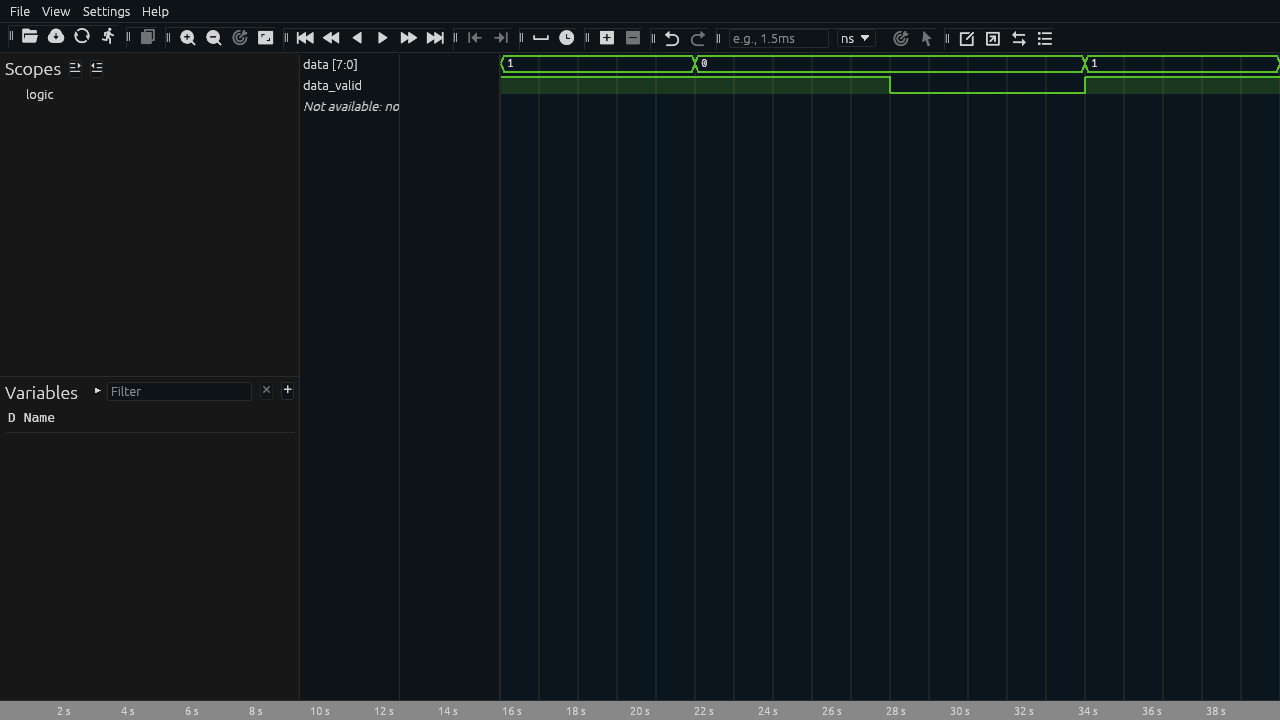 File View Settings Help
e.g., 1.5ms ns
Scopes
logic
data [7:0] 1 0 1
data_valid
Not available: no
Variables Filter
D Name
2 s 4 s 6 s 8 s 10 s 12 s 14 s 16 s 18 s 20 s 22 s 24 s 26 s 28 s 30 s 32 s 34 s 36 s 38 s